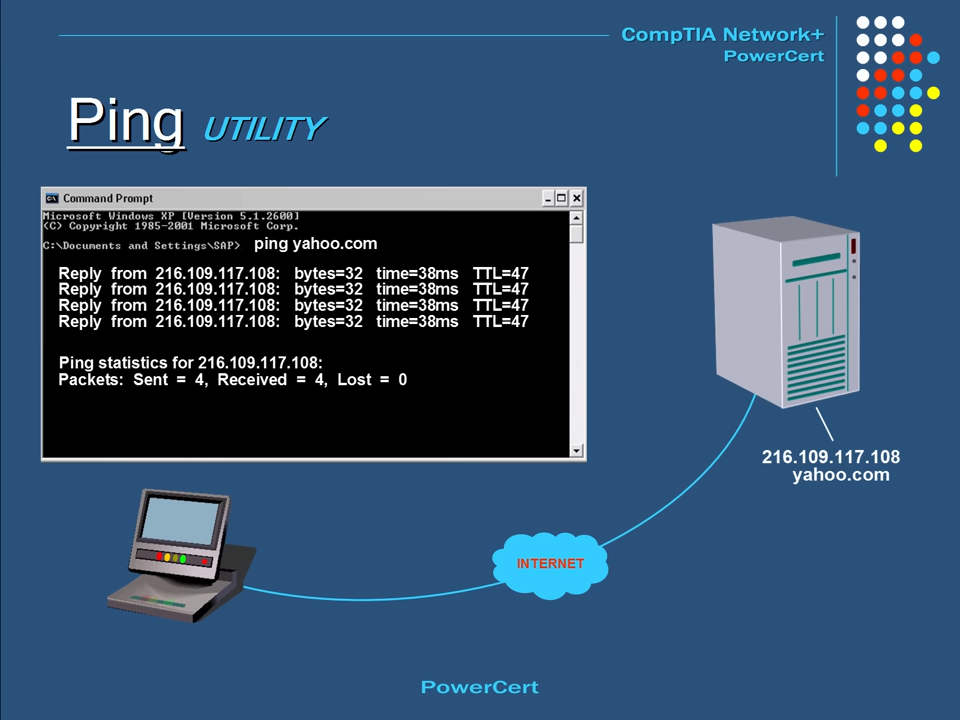 CompTIA Network+
PowerCert
Ping UTILITY
Command Prompt
Microsoft Windows XP [Version 5.1.2600]
(C) Copyright 1985-2001 Microsoft Corp.
C:\Documents and Settings\SAP> ping yahoo.com
Reply from 216.109.117.108: bytes=32 time=38ms TTL=47
Reply from 216.109.117.108: bytes=32 time=38ms TTL=47
Reply from 216.109.117.108: bytes=32 time=38ms TTL=47
Reply from 216.109.117.108: bytes=32 time=38ms TTL=47
Ping statistics for 216.109.117.108:
Packets: Sent = 4, Received = 4, Lost = 0
216.109.117.108
yahoo.com
INTERNET
PowerCert